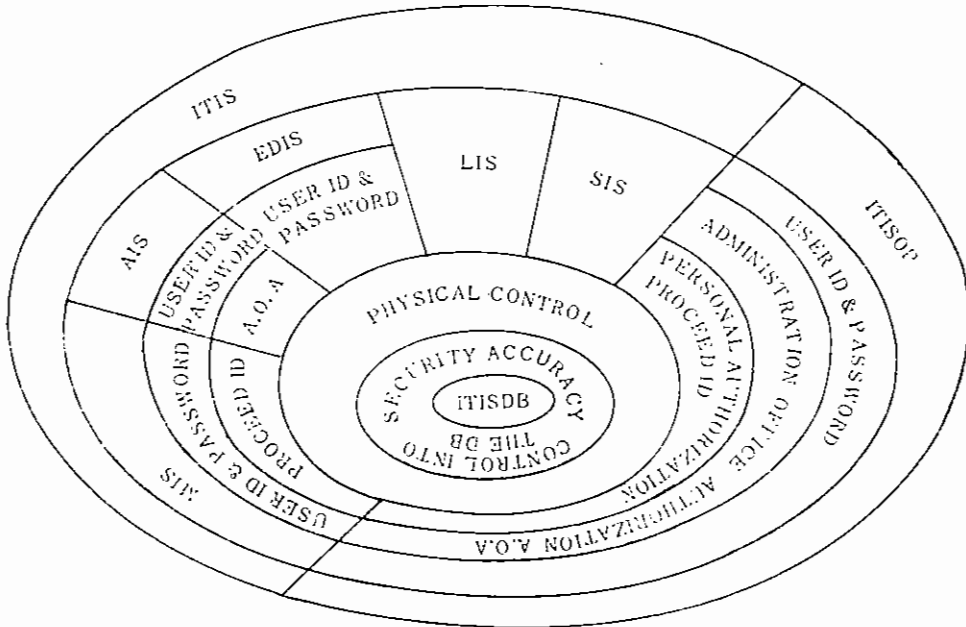 ITIS
EDIS
LIS
SIS
AIS
MIS
ITISOP
USER ID &
PASSWORD
USER ID &
PASSWORD
A.O.A
USER ID & PASSWORD
PROCEED ID
USER ID & PASSWORD
ADMINISTRATION OFFICE
AUTHORIZATION A.O.A
PERSONAL AUTHORIZATION
PROCEED ID
PHYSICAL CONTROL
SECURITY ACCURACY
CONTROL INTO
THE DB
ITISDB